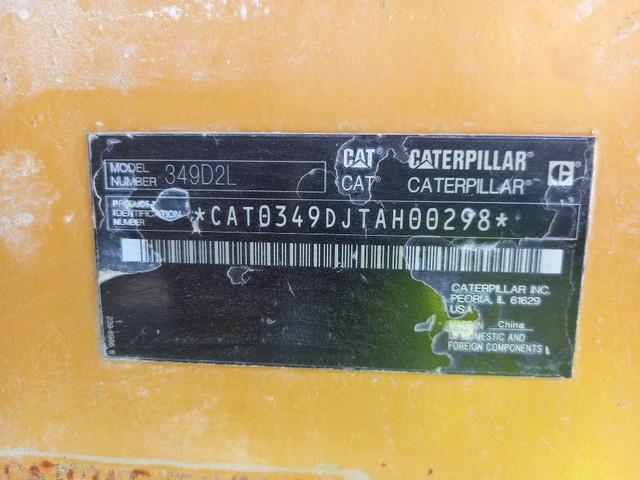 MODEL
NUMBER 349D2L
CAT® CATERPILLAR®
CAT® CATERPILLAR®
PRODUCT
IDENTIFICATION
NUMBER
*CAT0349DJTAH00298*
CATERPILLAR INC.
PEORIA, IL 61629
USA
MADE IN China
OF DOMESTIC AND
FOREIGN COMPONENTS